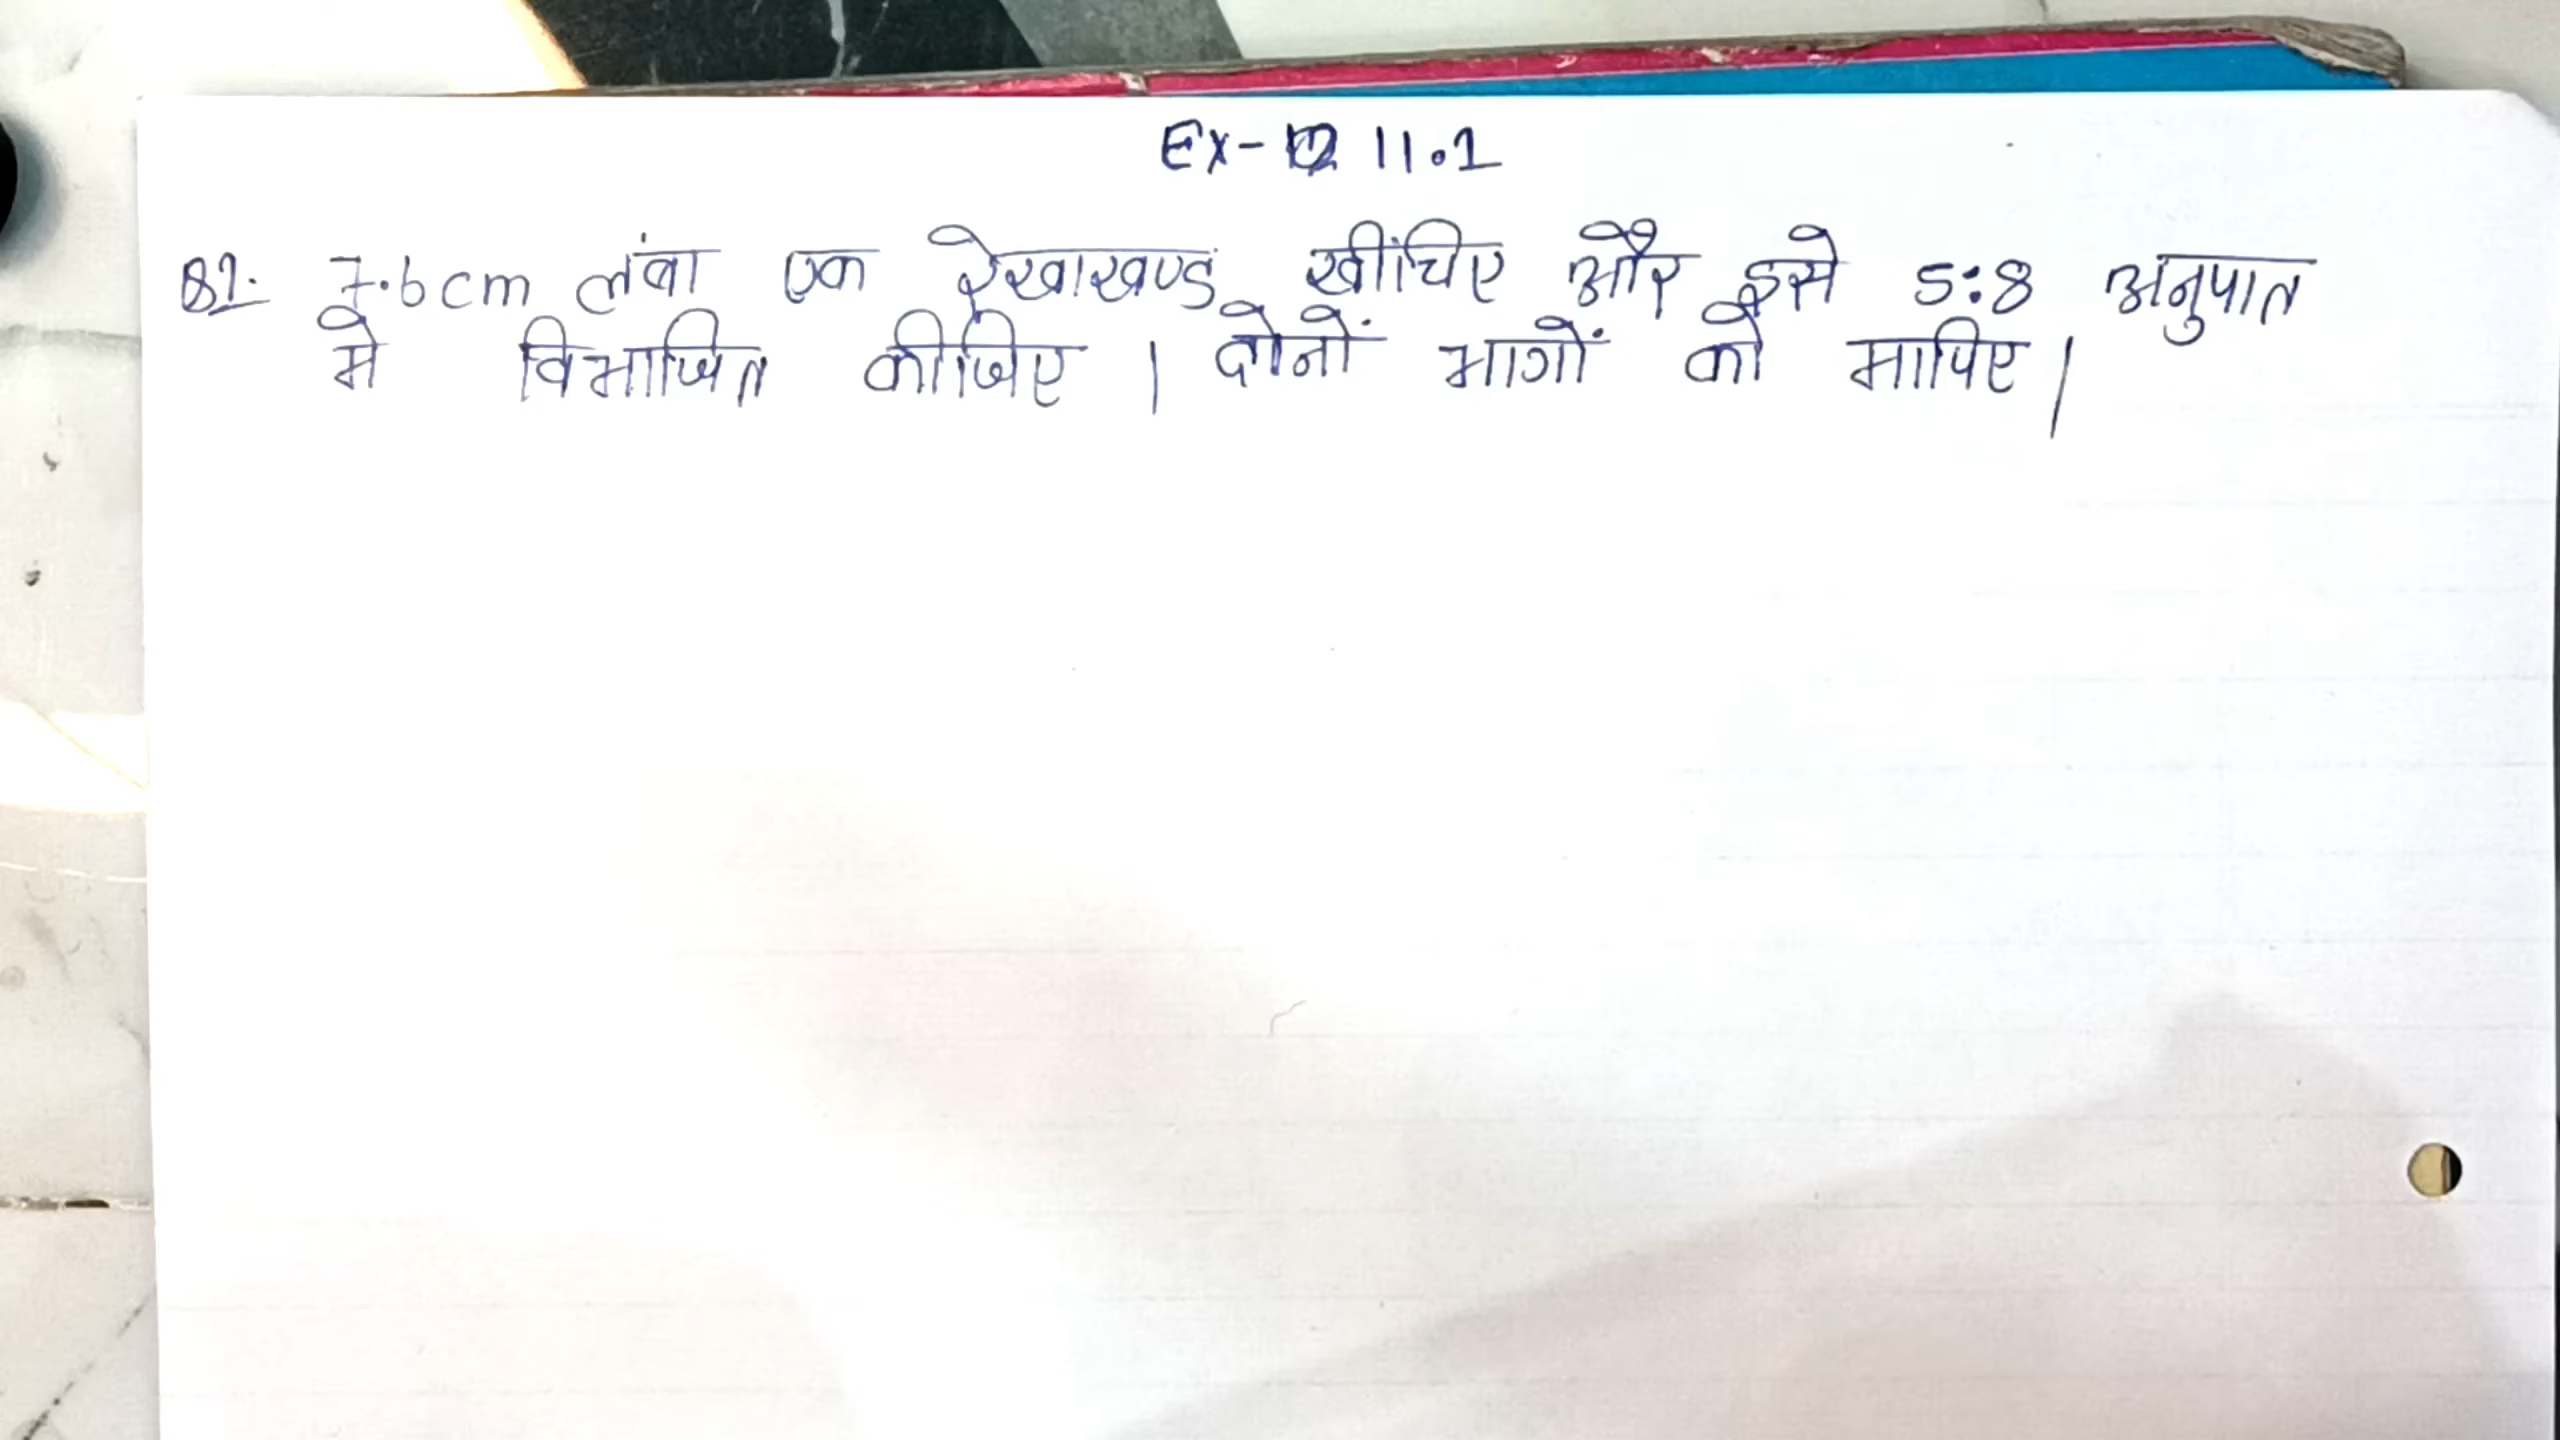 Ex- 11.1
Q1. 7.6cm लंबा एक रेखाखण्ड खींचिए और इसे 5:8 अनुपात
मे विभाजित कीजिए । दोनों भागों को मापिए।